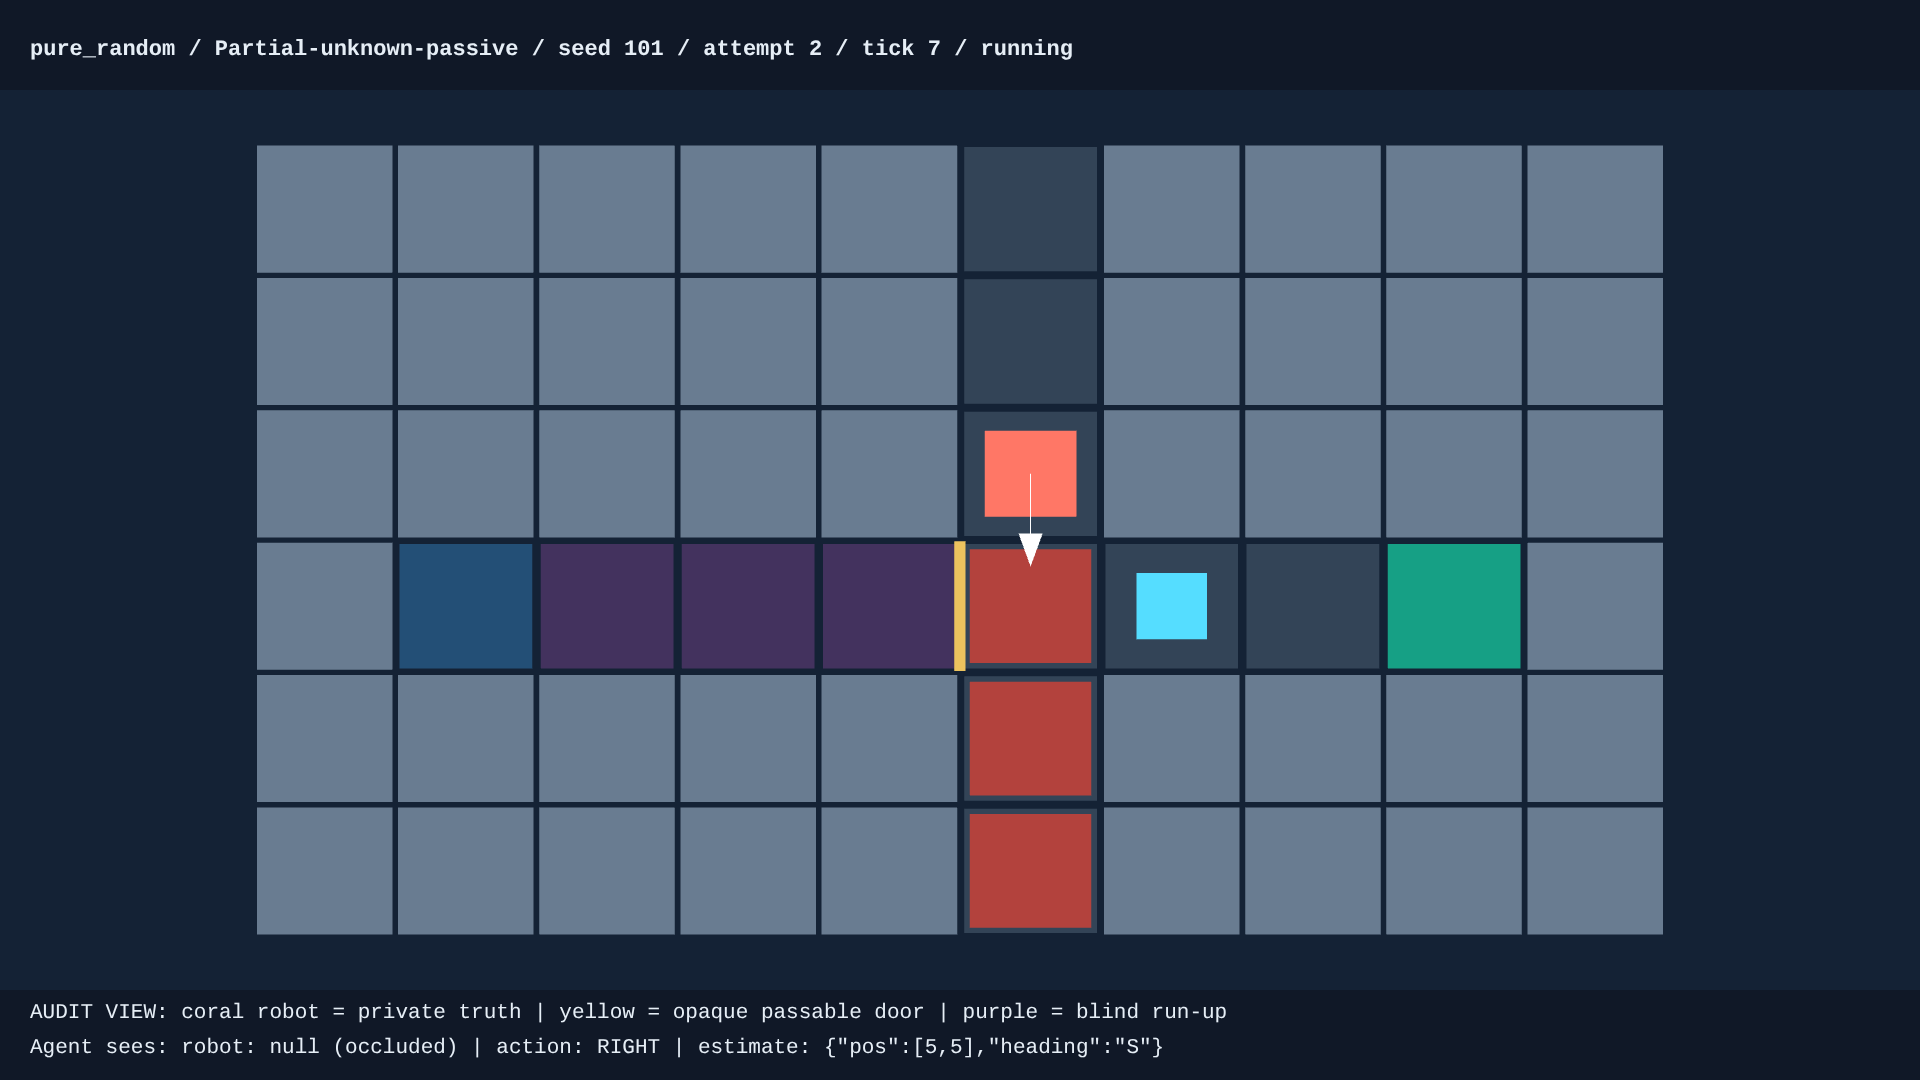 pure_random / Partial-unknown-passive / seed 101 / attempt 2 / tick 7 / running
AUDIT VIEW: coral robot = private truth | yellow = opaque passable door | purple = blind run-up
Agent sees: robot: null (occluded) | action: RIGHT | estimate: {"pos":[5,5],"heading":"S"}